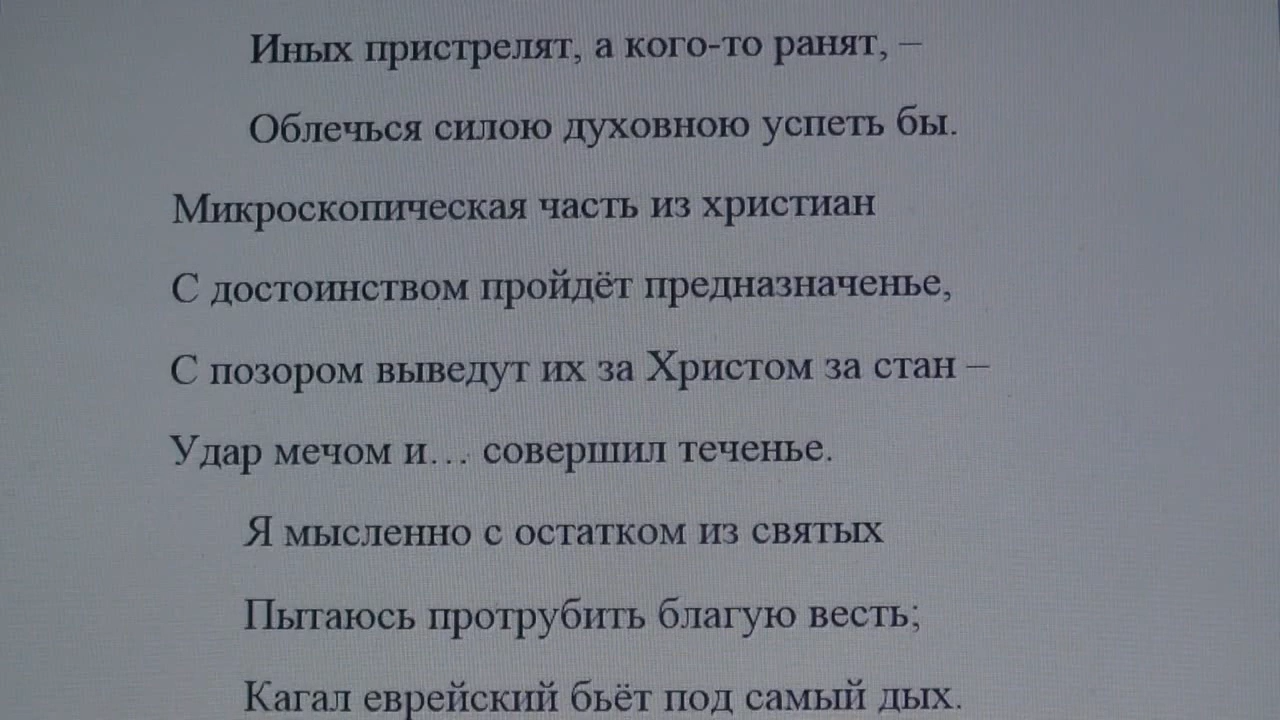 Иных пристрелят, а кого-то ранят, –
Облечься силою духовною успеть бы.
Микроскопическая часть из христиан
С достоинством пройдёт предназначенье,
С позором выведут их за Христом за стан –
Удар мечом и… совершил теченье.
Я мысленно с остатком из святых
Пытаюсь протрубить благую весть;
Кагал еврейский бьёт под самый дых.